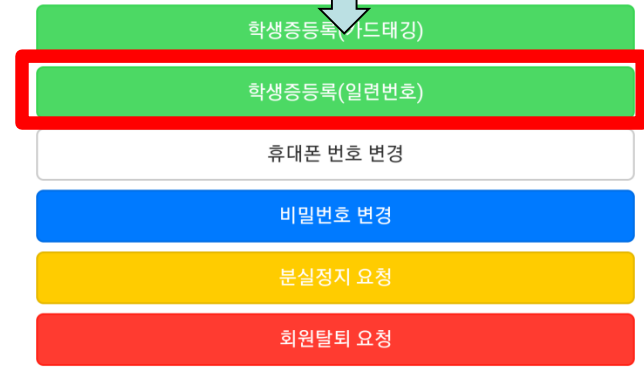 학생증등록(카드태깅)
학생증등록(일련번호)
휴대폰 번호 변경
비밀번호 변경
분실정지 요청
회원탈퇴 요청